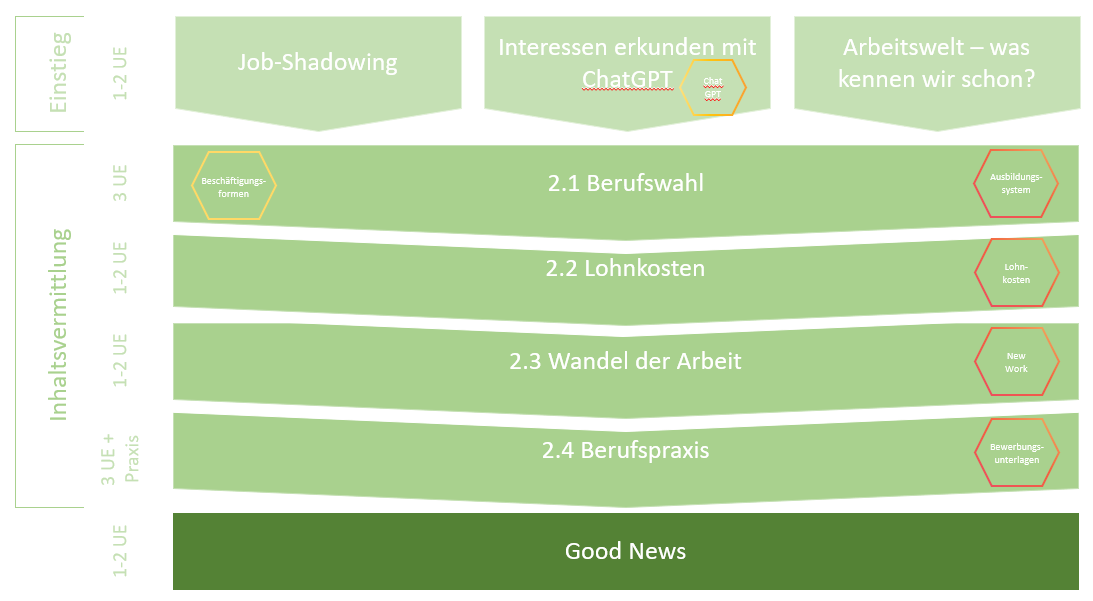 Einstieg
1-2 UE
Job-Shadowing
Interessen erkunden mit
ChatGPT
Chat
GPT
Arbeitswelt – was
kennen wir schon?
Inhaltsvermittlung
3 UE
Beschäftigungs-
formen
2.1 Berufswahl
Ausbildungs-
system
1-2 UE
2.2 Lohnkosten
Lohn-
kosten
1-2 UE
2.3 Wandel der Arbeit
New
Work
3 UE +
Praxis
2.4 Berufspraxis
Bewerbungs-
unterlagen
1-2 UE
Good News